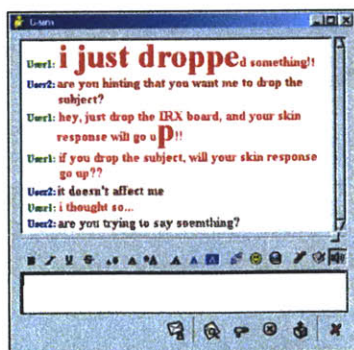 User1: i just dropped something!!
User2: are you hinting that you want me to drop the
subject?
User1: hey, just drop the IRX board, and your skin
response will go up!!
User1: if you drop the subject, will your skin response
go up??
User2: it doesn't affect me
User1: i thought so...
User2: are you trying to say soemthing?